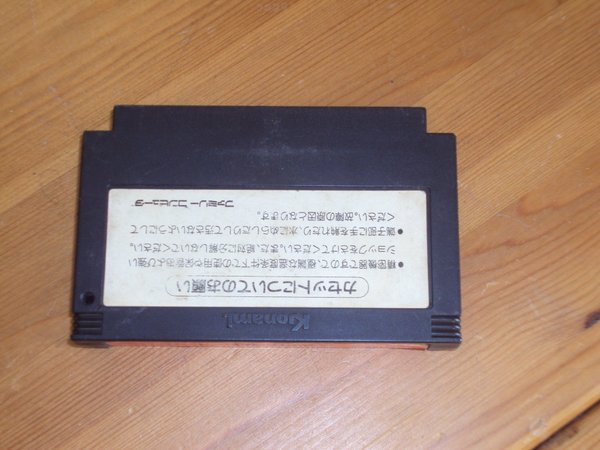 Konami
カセットについてのお願い
●精密機器ですので、極端な温度条件下での使用や保管および強い
ショックをさけてください。また、絶対に分解しないでください。
●端子部に手を触れたり、水にぬらしたりして汚さないようにして
ください。故障の原因となります。
ファミリーコンピュータ